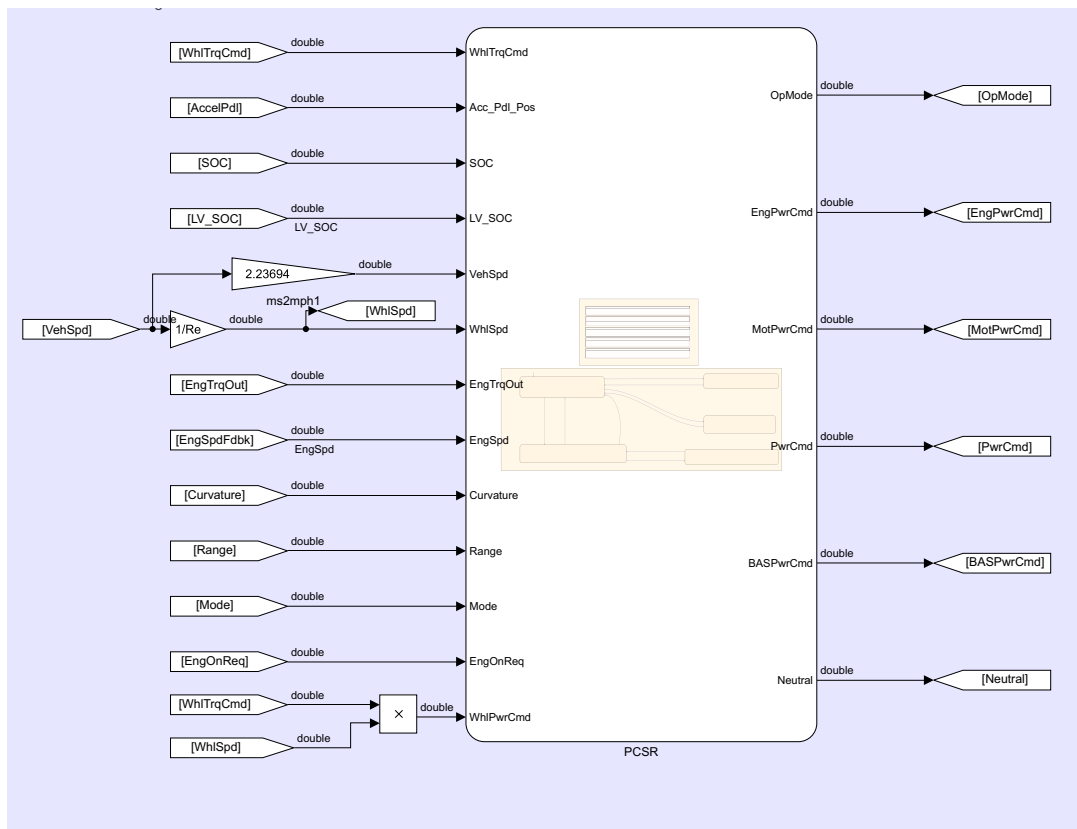 [WhlTrqCmd]
double
WhlTrqCmd
[AccelPdl]
double
Acc_Pdl_Pos
[SOC]
double
SOC
[LV_SOC]
double
LV_SOC
LV_SOC
2.23694
double
VehSpd
[VehSpd]
double
1/Re
double
ms2mph1
[WhlSpd]
WhlSpd
[EngTrqOut]
double
EngTrqOut
[EngSpdFdbk]
double
EngSpd
EngSpd
[Curvature]
double
Curvature
[Range]
double
Range
[Mode]
double
Mode
[EngOnReq]
double
EngOnReq
[WhlTrqCmd]
double
[WhlSpd]
double
×
double
WhlPwrCmd
OpMode
double
[OpMode]
EngPwrCmd
double
[EngPwrCmd]
MotPwrCmd
double
[MotPwrCmd]
PwrCmd
double
[PwrCmd]
BASPwrCmd
double
[BASPwrCmd]
Neutral
double
[Neutral]
PCSR